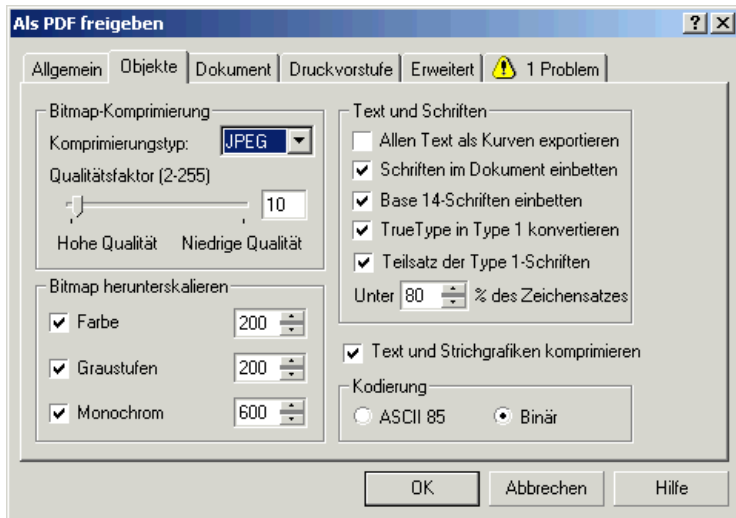 Als PDF freigeben
Allgemein Objekte Dokument Druckvorstufe Erweitert 1 Problem
Bitmap-Komprimierung
Komprimierungstyp: JPEG
Qualitätsfaktor (2-255)
10
Hohe Qualität Niedrige Qualität
Bitmap herunterskalieren
Farbe 200
Graustufen 200
Monochrom 600
Text und Schriften
Allen Text als Kurven exportieren
Schriften im Dokument einbetten
Base 14-Schriften einbetten
TrueType in Type 1 konvertieren
Teilsatz der Type 1-Schriften
Unter 80 % des Zeichensatzes
Text und Strichgrafiken komprimieren
Kodierung
ASCII 85 Binär
OK Abbrechen Hilfe